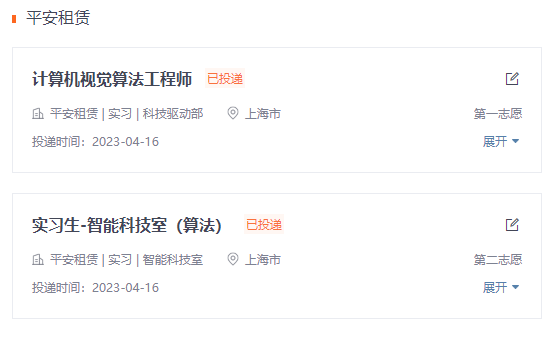 平安租赁
计算机视觉算法工程师 已投递
平安租赁 | 实习 | 科技驱动部 上海市 第一志愿
投递时间：2023-04-16 展开
实习生-智能科技室（算法） 已投递
平安租赁 | 实习 | 智能科技室 上海市 第二志愿
投递时间：2023-04-16 展开